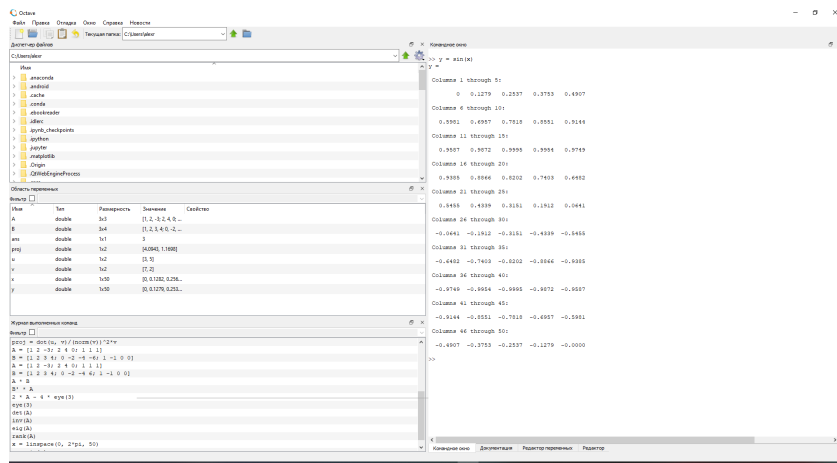 Octave
Файл Правка Отладка Окно Справка Новости
Текущая папка: C:\Users\alexr
Диспетчер файлов
C:/Users/alexr
Имя
.anaconda
.android
.cache
.conda
.ebookreader
.idlerc
.ipynb_checkpoints
.ipython
.jupyter
.matplotlib
.Origin
.QtWebEngineProcess
Область переменных
Фильтр
Имя Тип Размерность Значение Свойство
A double 3x3 [1, 2, -3; 2, 4, 0; ...
B double 3x4 [1, 2, 3, 4; 0, -2, ...
ans 1x1 3
proj double 1x2 [4.0943, 1.1698]
u double 1x2 [3, 5]
v double 1x2 [7, 2]
x double 1x50 [0, 0.1282, 0.256...
y double 1x50 [0, 0.1279, 0.253...
Журнал выполненных команд
Фильтр
proj = dot(u, v)/(norm(v))^2*v
A = [1 2 -3; 2 4 0; 1 1 1]
B = [1 2 3 4; 0 -2 -4 -6; 1 -1 0 0]
A = [1 2 -3; 2 4 0; 1 1 1]
B = [1 2 3 4; 0 -2 -4 6; 1 -1 0 0]
A * B
B' * A
2 * A - 4 * eye(3)
eye(3)
det(A)
inv(A)
eig(A)
rank(A)
x = linspace(0, 2*pi, 50)
Командное окно
>> y = sin(x)
y =
Columns 1 through 5:
0 0.1279 0.2537 0.3753 0.4907
Columns 6 through 10:
0.5981 0.6957 0.7818 0.8551 0.9144
Columns 11 through 15:
0.9587 0.9872 0.9995 0.9954 0.9749
Columns 16 through 20:
0.9385 0.8866 0.8202 0.7403 0.6482
Columns 21 through 25:
0.5455 0.4339 0.3151 0.1912 0.0641
Columns 26 through 30:
-0.0641 -0.1912 -0.3151 -0.4339 -0.5455
Columns 31 through 35:
-0.6482 -0.7403 -0.8202 -0.8866 -0.9385
Columns 36 through 40:
-0.9749 -0.9954 -0.9995 -0.9872 -0.9587
Columns 41 through 45:
-0.9144 -0.8551 -0.7818 -0.6957 -0.5981
Columns 46 through 50:
-0.4907 -0.3753 -0.2537 -0.1279 -0.0000
>>
Командное окно Документация Редактор переменных Редактор